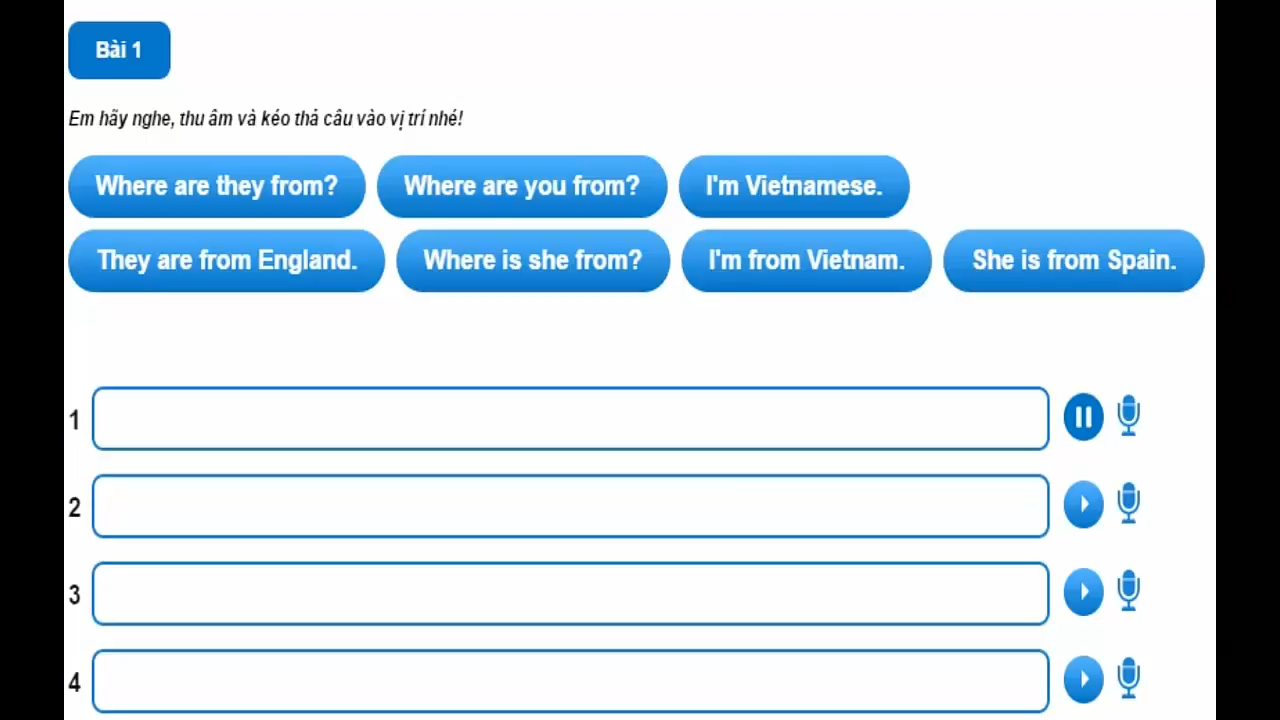 Bài 1
Em hãy nghe, thu âm và kéo thả câu vào vị trí nhé!
Where are they from? Where are you from? I'm Vietnamese.
They are from England. Where is she from? I'm from Vietnam. She is from Spain.
1
2
3
4